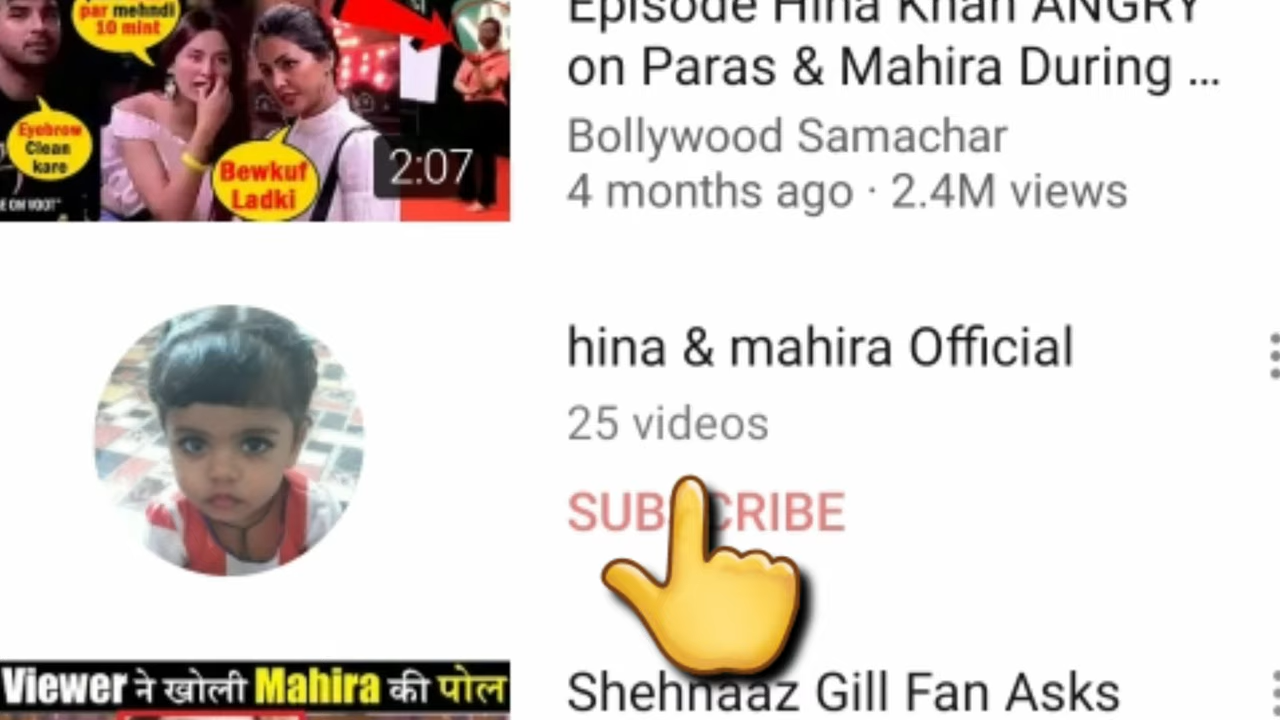 par mehndi
10 mint
Eyebrow
Clean
kare
Bewkuf
Ladki
2:07
Episode Hina Khan ANGRY
on Paras & Mahira During ...
Bollywood Samachar
4 months ago · 2.4M views
hina & mahira Official
25 videos
SUBSCRIBE
Viewer ने खोली Mahira की पोल
Shehnaaz Gill Fan Asks